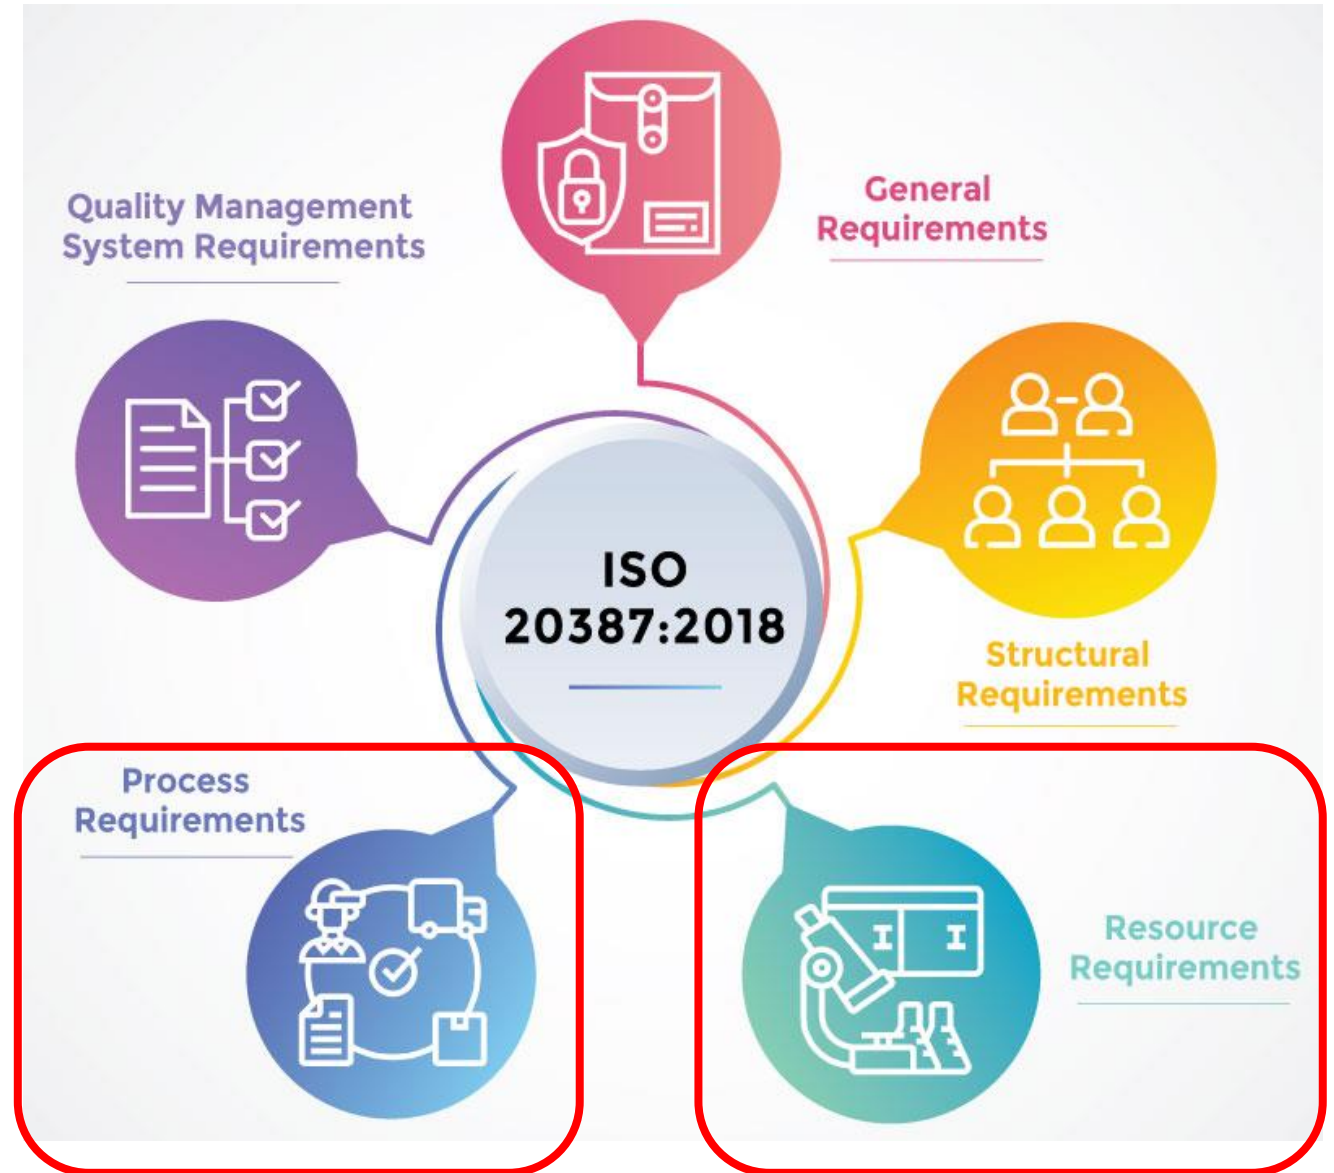 General
Requirements
Quality Management
System Requirements
ISO
20387:2018
Structural
Requirements
Process
Requirements
Resource
Requirements